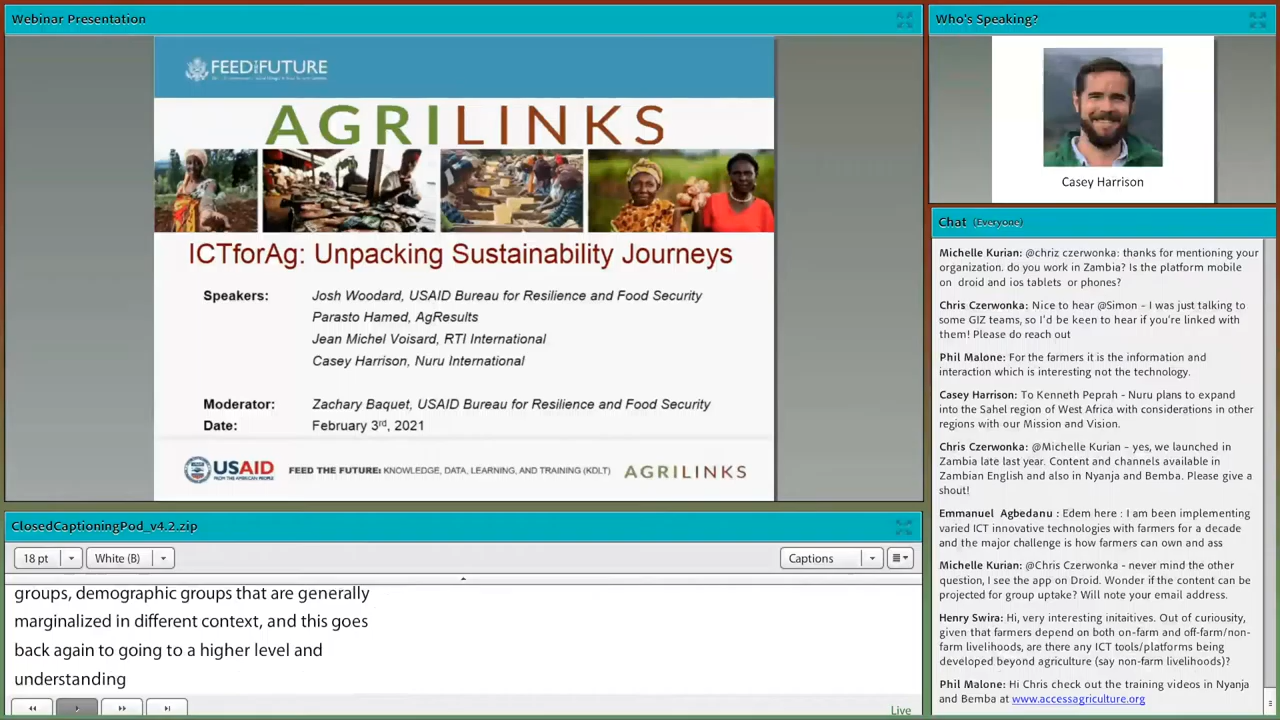 Webinar Presentation
FEED THE FUTURE
AGRILINKS
ICTforAg: Unpacking Sustainability Journeys
Speakers: Josh Woodard, USAID Bureau for Resilience and Food Security
Parasto Hamed, AgResults
Jean Michel Voisard, RTI International
Casey Harrison, Nuru International
Moderator: Zachary Baquet, USAID Bureau for Resilience and Food Security
Date: February 3rd, 2021
USAID
FROM THE AMERICAN PEOPLE
FEED THE FUTURE: KNOWLEDGE, DATA, LEARNING, AND TRAINING (KDLT)
AGRILINKS
ClosedCaptioningPod_v4.2.zip
18 pt White (B) Captions
groups, demographic groups that are generally
marginalized in different context, and this goes
back again to going to a higher level and
understanding
Live
Who's Speaking?
Casey Harrison
Chat (Everyone)
Michelle Kurian: @chriz czerwonka: thanks for mentioning your
organization. do you work in Zambia? Is the platform mobile
on droid and ios tablets or phones?
Chris Czerwonka: Nice to hear @Simon - I was just talking to
some GIZ teams, so I'd be keen to hear if you're linked with
them! Please do reach out
Phil Malone: For the farmers it is the information and
interaction which is interesting not the technology.
Casey Harrison: To Kenneth Peprah - Nuru plans to expand
into the Sahel region of West Africa with considerations in other
regions with our Mission and Vision.
Chris Czerwonka: @Michelle Kurian - yes, we launched in
Zambia late last year. Content and channels available in
Zambian English and also in Nyanja and Bemba. Please give a
shout!
Emmanuel Agbedanu : Edem here : I am been implementing
varied ICT innovative technologies with farmers for a decade
and the major challenge is how farmers can own and ass
Michelle Kurian: @Chris Czerwonka - never mind the other
question, I see the app on Droid. Wonder if the content can be
projected for group uptake? Will note your email address.
Henry Swira: Hi, very interesting initaitives. Out of curiosity,
given that farmers depend on both on-farm and off-farm/non-
farm livelihoods, are there any ICT tools/platforms being
developed beyond agriculture (say non-farm livelihoods)?
Phil Malone: Hi Chris check out the training videos in Nyanja
and Bemba at www.accessagriculture.org